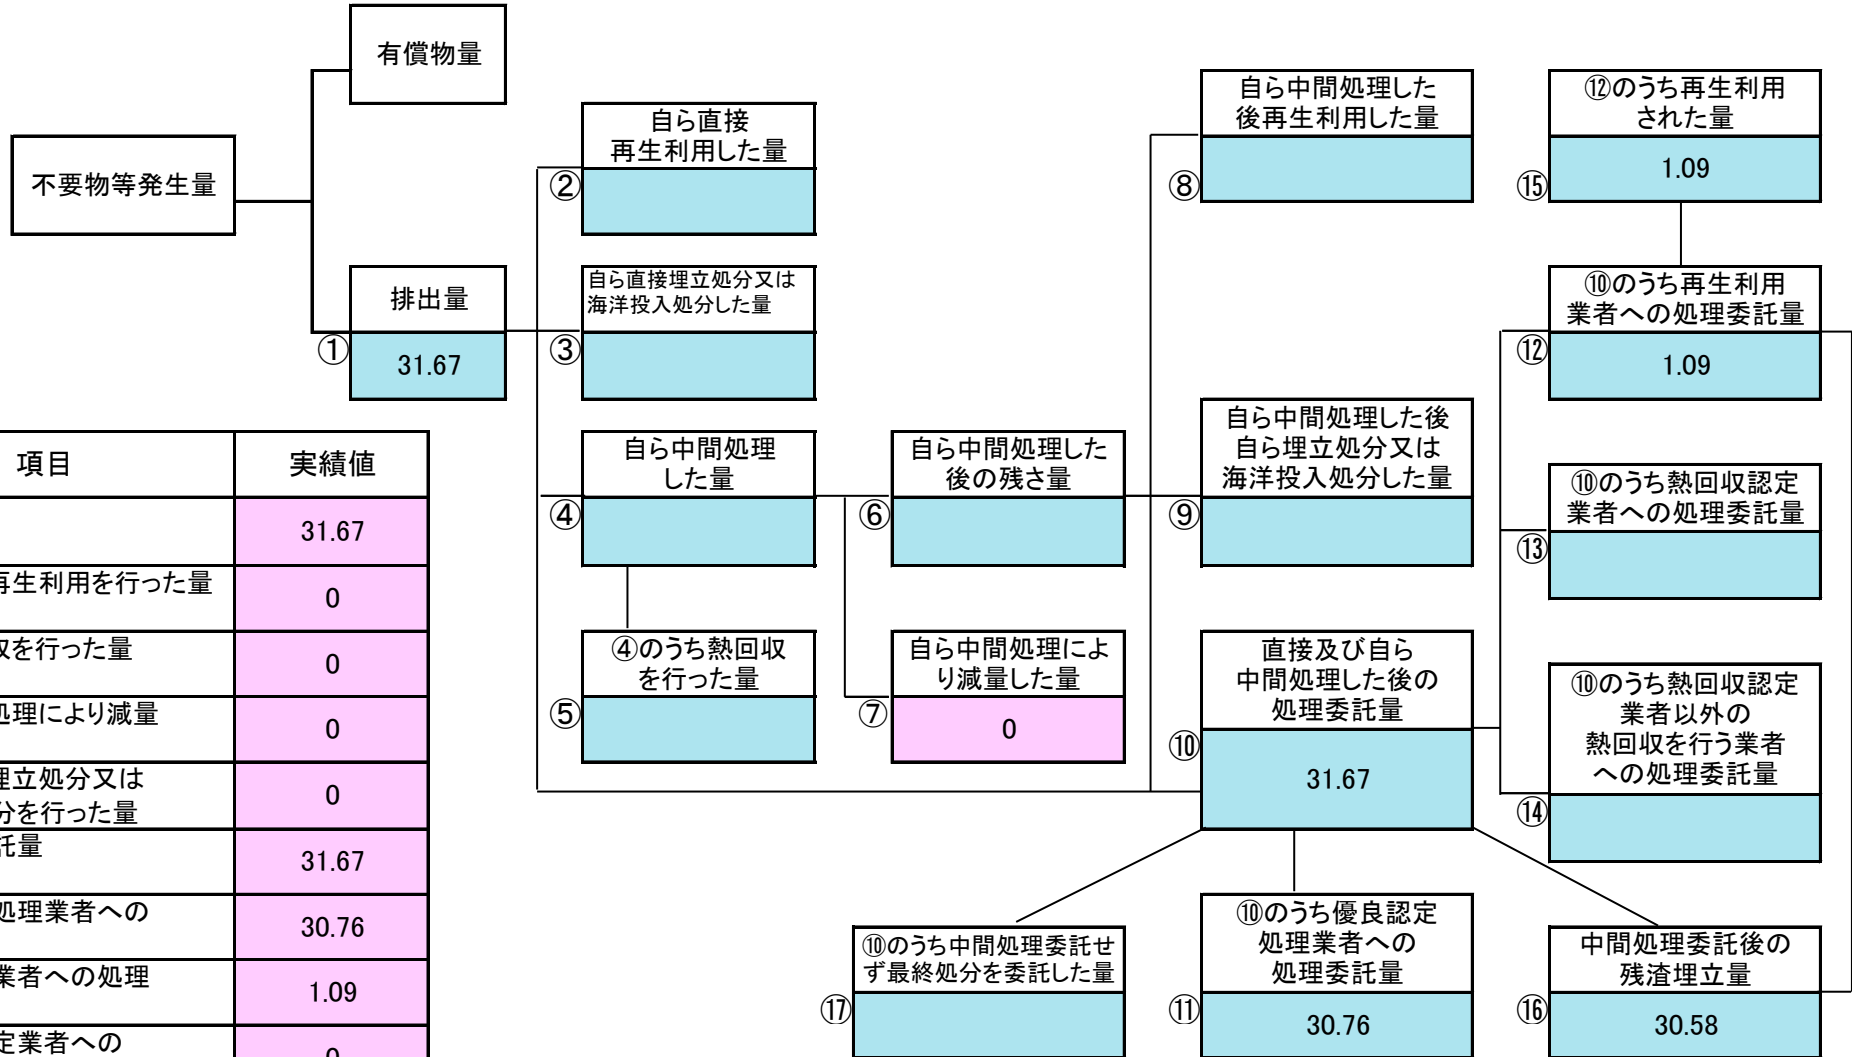 有償物量
不要物等発生量
排出量
①
31.67
自ら直接
再生利用した量
②
自ら直接埋立処分又は
海洋投入処分した量
③
自ら中間処理
した量
④
④のうち熱回収
を行った量
⑤
自ら中間処理した
後の残さ量
⑥
自ら中間処理によ
り減量した量
⑦
0
自ら中間処理した
後再生利用した量
⑧
自ら中間処理した後
自ら埋立処分又は
海洋投入処分した量
⑨
直接及び自ら
中間処理した後の
処理委託量
⑩
31.67
⑫のうち再生利用
された量
⑮
1.09
⑩のうち再生利用
業者への処理委託量
⑫
1.09
⑩のうち熱回収認定
業者への処理委託量
⑬
⑩のうち熱回収認定
業者以外の
熱回収を行う業者
への処理委託量
⑭
⑩のうち中間処理委託せ
ず最終処分を委託した量
⑰
⑩のうち優良認定
処理業者への
処理委託量
⑪
30.76
中間処理委託後の
残渣埋立量
⑯
30.58
項目 実績値
31.67
再生利用を行った量 0
収を行った量 0
処理により減量 0
埋立処分又は
分を行った量 0
託量 31.67
処理業者への 30.76
業者への処理 1.09
定業者への 0